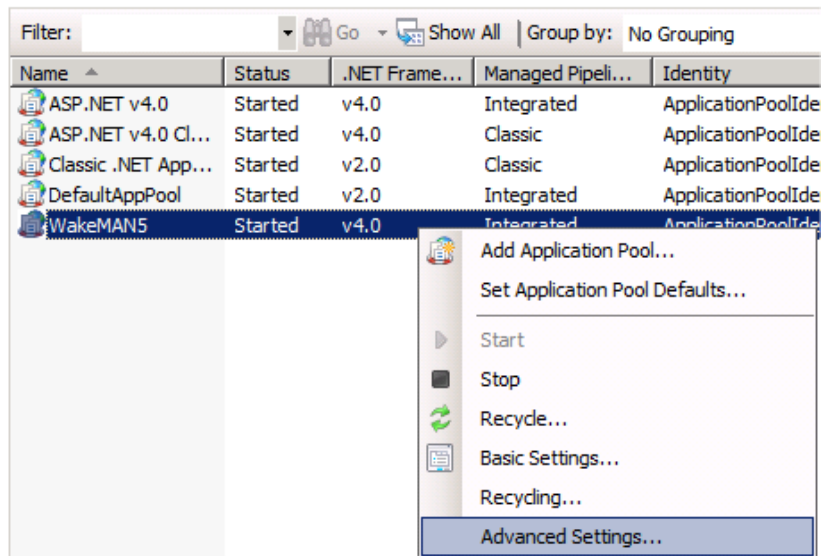 Filter: Go Show All Group by: No Grouping
Name Status .NET Frame... Managed Pipeli... Identity
ASP.NET v4.0 Started v4.0 Integrated ApplicationPoolIde
ASP.NET v4.0 Cl... Started v4.0 Classic ApplicationPoolIde
Classic .NET App... Started v2.0 Classic ApplicationPoolIde
DefaultAppPool Started v2.0 Integrated ApplicationPoolIde
WakeMAN5 Started v4.0 Integrated ApplicationPoolIde
Add Application Pool...
Set Application Pool Defaults...
Start
Stop
Recycle...
Basic Settings...
Recycling...
Advanced Settings...